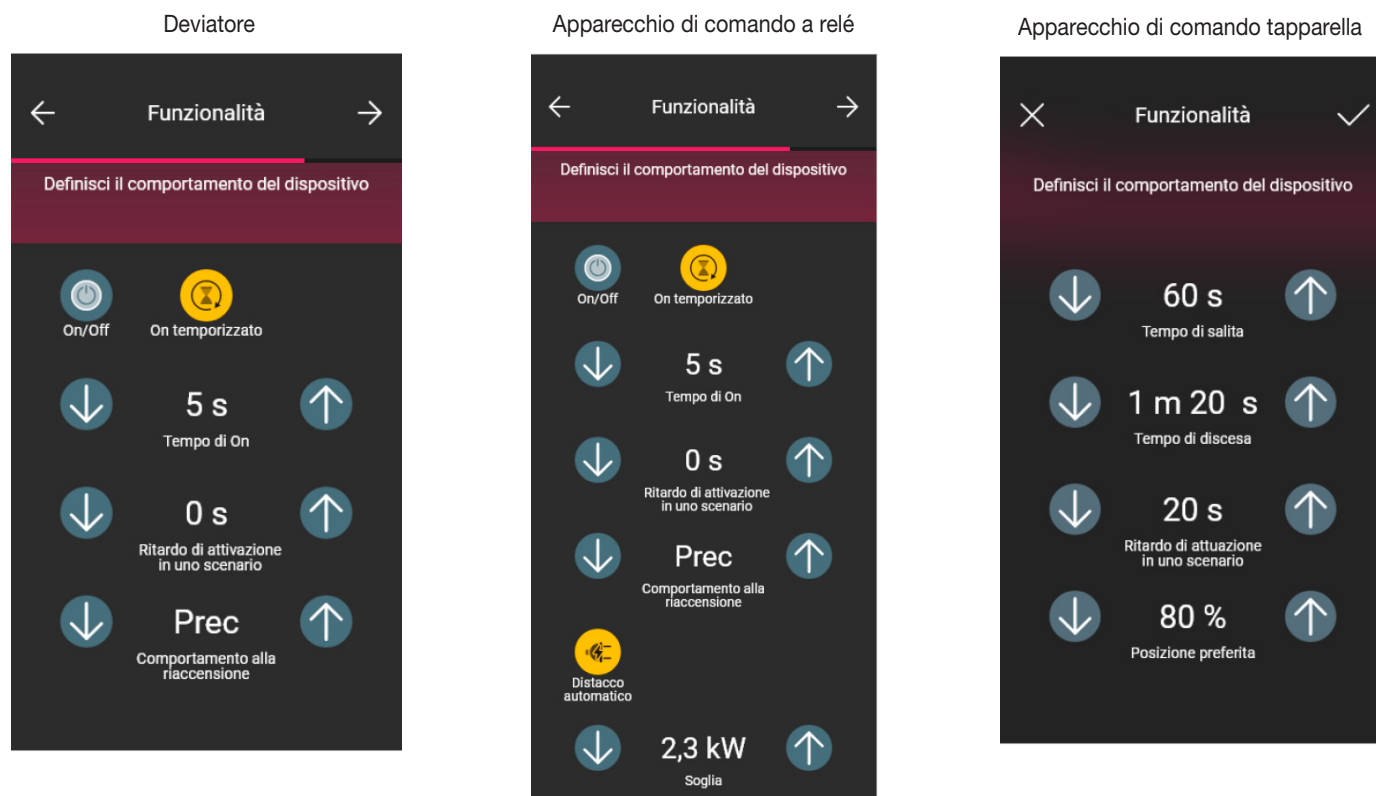 Deviatore
Funzionalità
Definisci il comportamento del dispositivo
On/Off
On temporizzato
5 s
Tempo di On
0 s
Ritardo di attivazione
in uno scenario
Prec
Comportamento alla
riaccensione
Apparecchio di comando a relé
Funzionalità
Definisci il comportamento del dispositivo
On/Off
On temporizzato
5 s
Tempo di On
0 s
Ritardo di attivazione
in uno scenario
Prec
Comportamento alla
riaccensione
Distacco
automatico
2,3 kW
Soglia
Apparecchio di comando tapparella
Funzionalità
Definisci il comportamento del dispositivo
60 s
Tempo di salita
1 m 20 s
Tempo di discesa
20 s
Ritardo di attuazione
in uno scenario
80 %
Posizione preferita